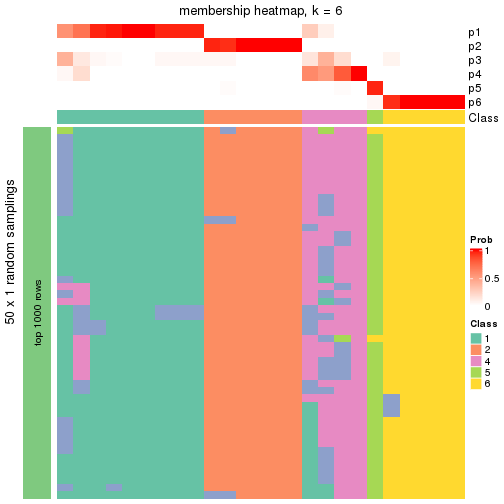 membership heatmap, k = 6
p1
p2
p3
p4
p5
p6
Class
50 x 1 random samplings
top 1000 rows
Prob
1
0.5
0
Class
1
2
4
5
6